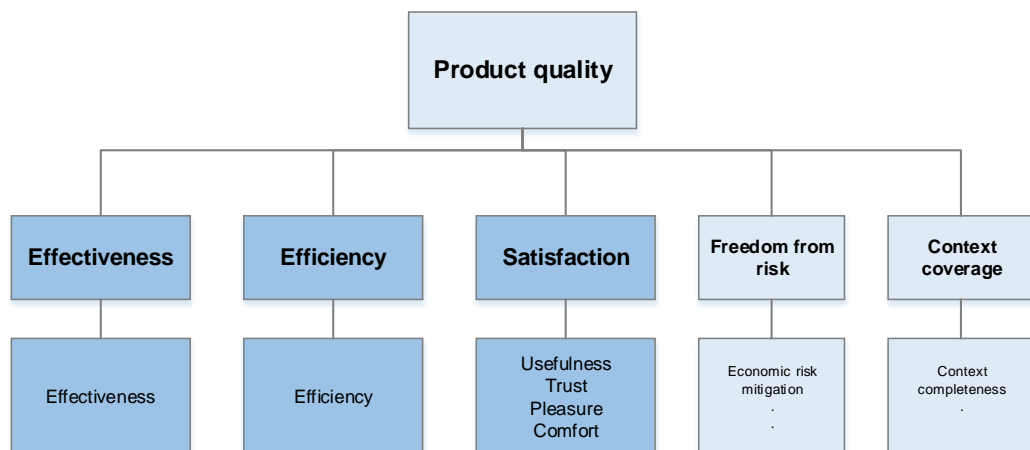 Product quality
Effectiveness
Efficiency
Satisfaction
Freedom from
risk
Context
coverage
Effectiveness
Efficiency
Usefulness
Trust
Pleasure
Comfort
Economic risk
mitigation
.
.
Context
completeness
.